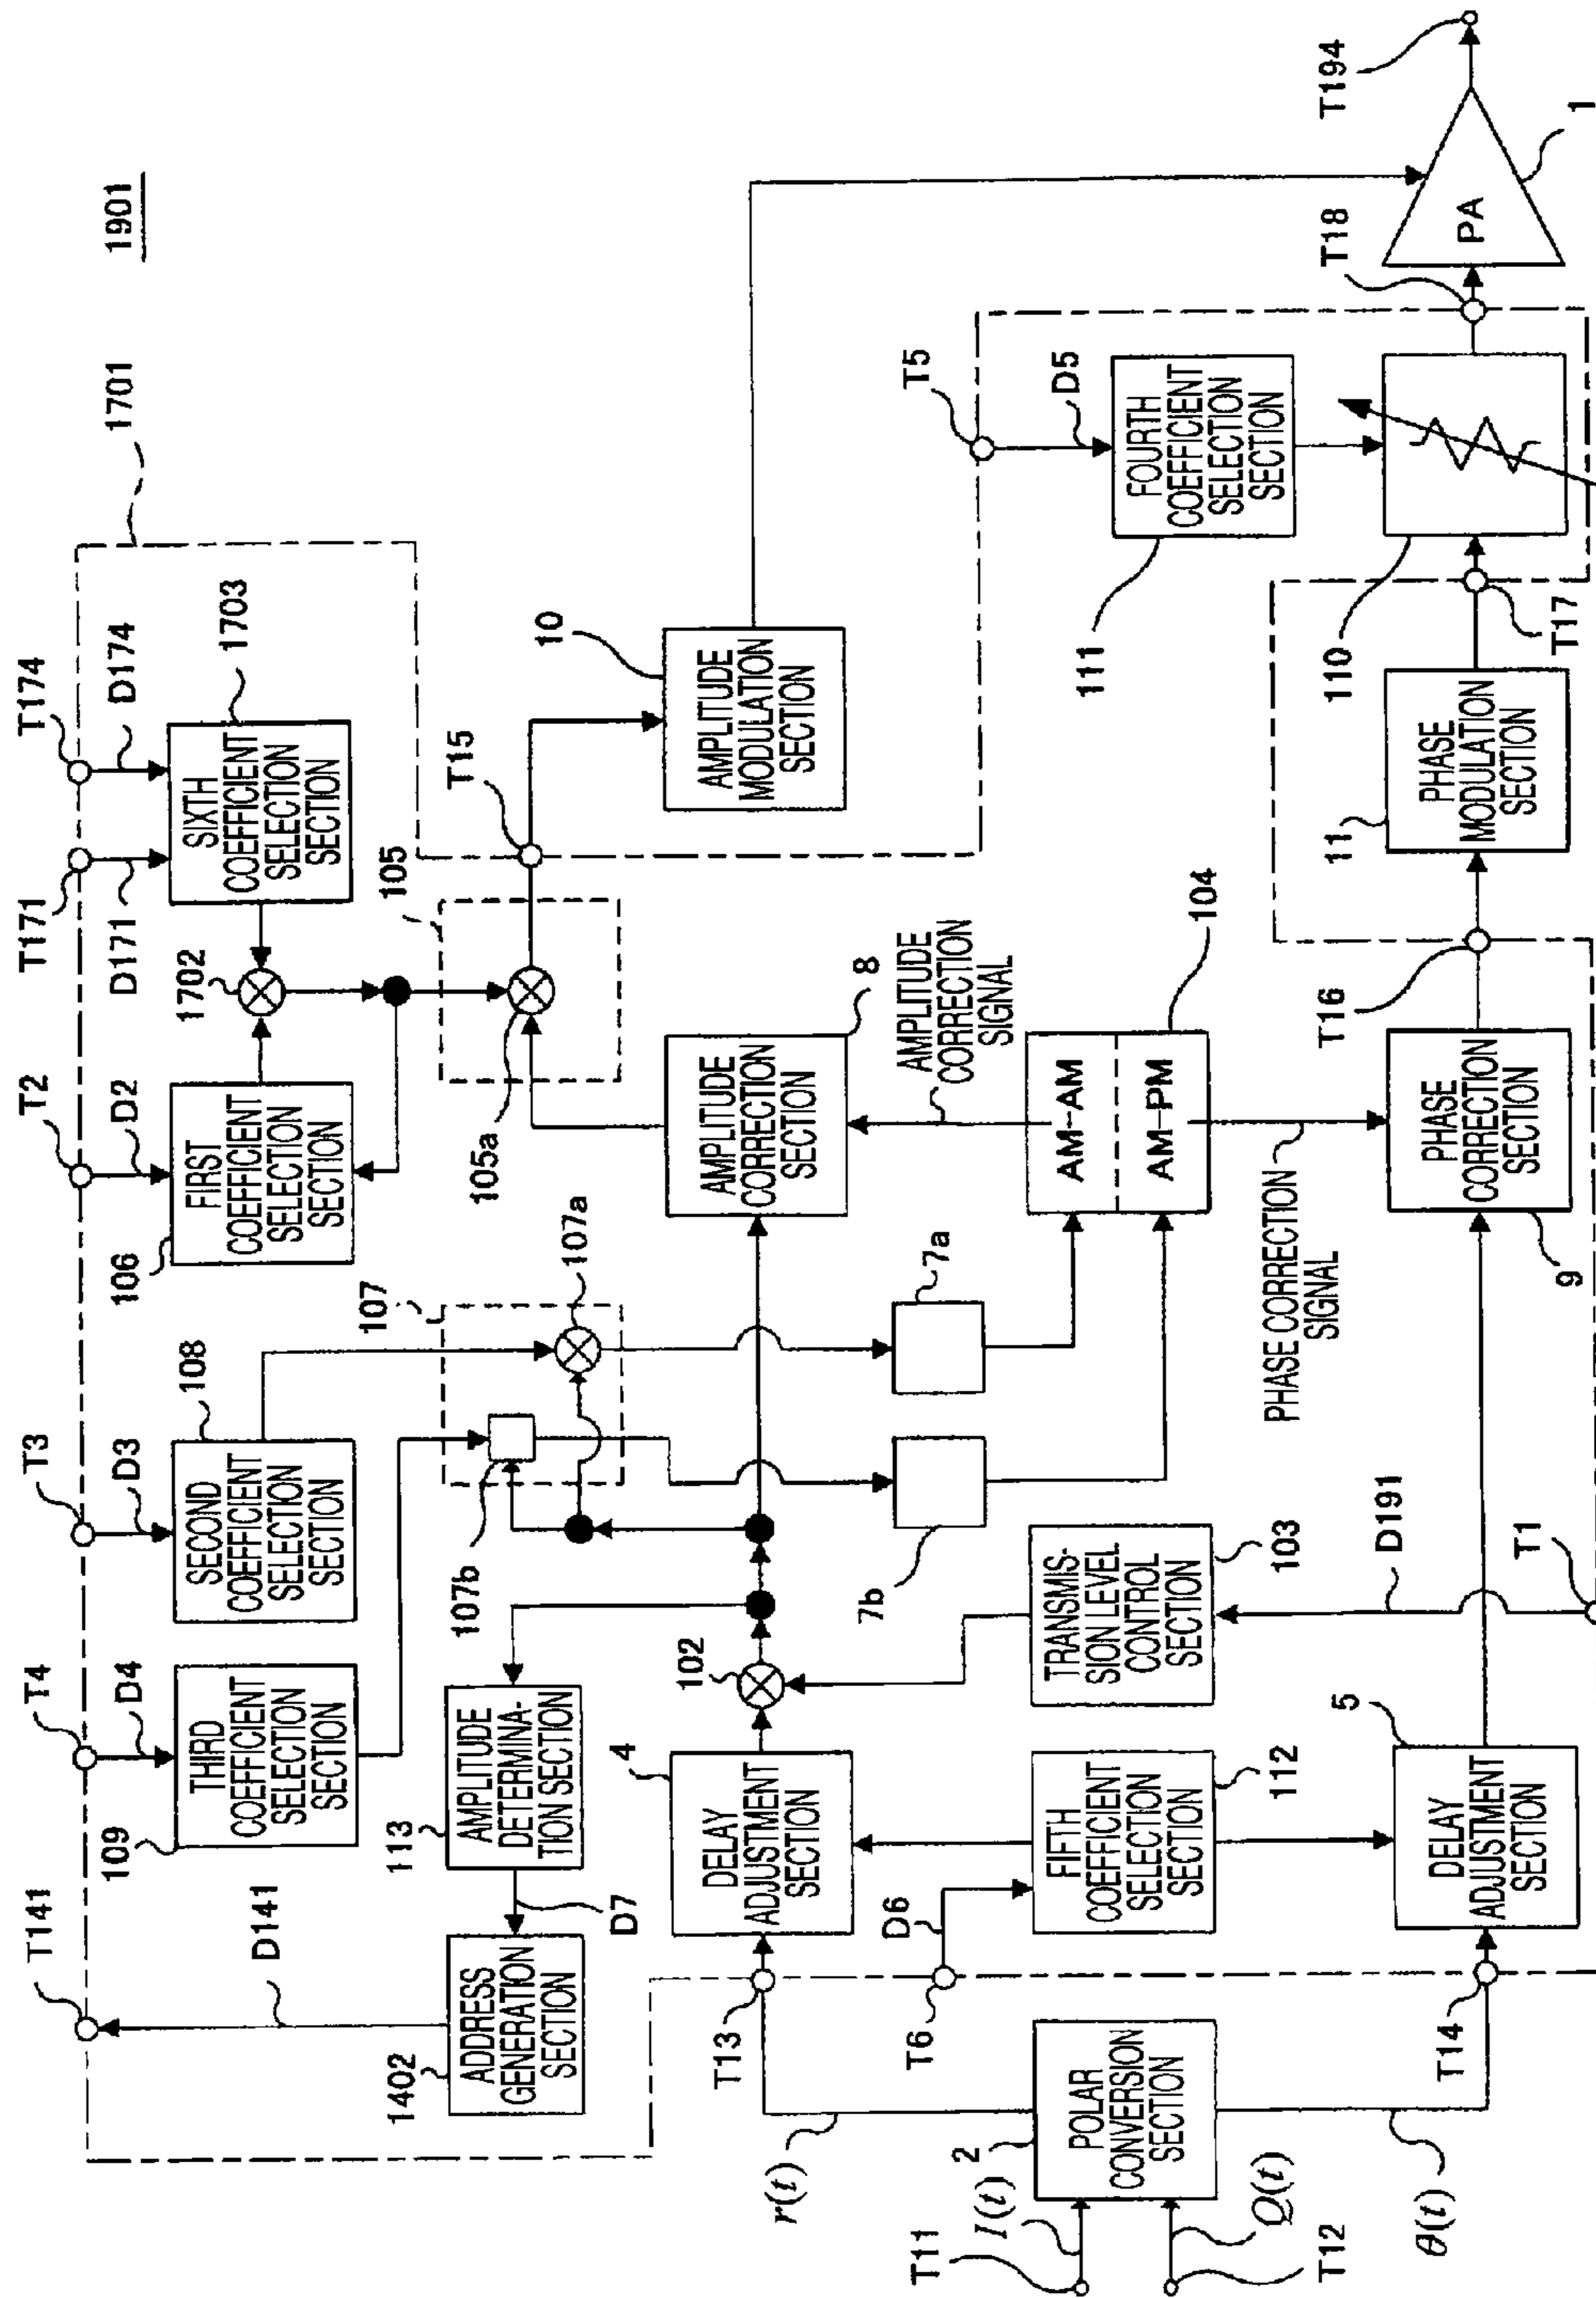 1901
1701
T141
T4
T3
T2
T171
T174
D141
D4
D3
D2
D171
D174
109
THIRD
COEFFICIENT
SELECTION
SECTION
108
SECOND
COEFFICIENT
SELECTION
SECTION
106
FIRST
COEFFICIENT
SELECTION
SECTION
1702
1703
SIXTH
COEFFICIENT
SELECTION
SECTION
1402
ADDRESS
GENERATION
SECTION
D7
113
AMPLITUDE
DETERMINA-
TION SECTION
107b
107
107a
105a
105
T15
10
AMPLITUDE
MODULATION
SECTION
r(t)
T13
4
DELAY
ADJUSTMENT
SECTION
102
AMPLITUDE
CORRECTION
SECTION
8
7b
7a
AMPLITUDE
CORRECTION
SIGNAL
T11
I(t)
Q(t)
T12
2
POLAR
CONVERSION
SECTION
T6
D6
FIFTH
COEFFICIENT
SELECTION
SECTION
112
TRANSMIS-
SION LEVEL
CONTROL
SECTION
103
AM-AM
AM-PM
104
T5
D5
FOURTH
COEFFICIENT
SELECTION
SECTION
111
θ(t)
T14
5
DELAY
ADJUSTMENT
SECTION
D191
T1
PHASE CORRECTION
SIGNAL
PHASE
CORRECTION
SECTION
9
T16
11
PHASE
MODULATION
SECTION
T17
110
T18
PA
1
T194